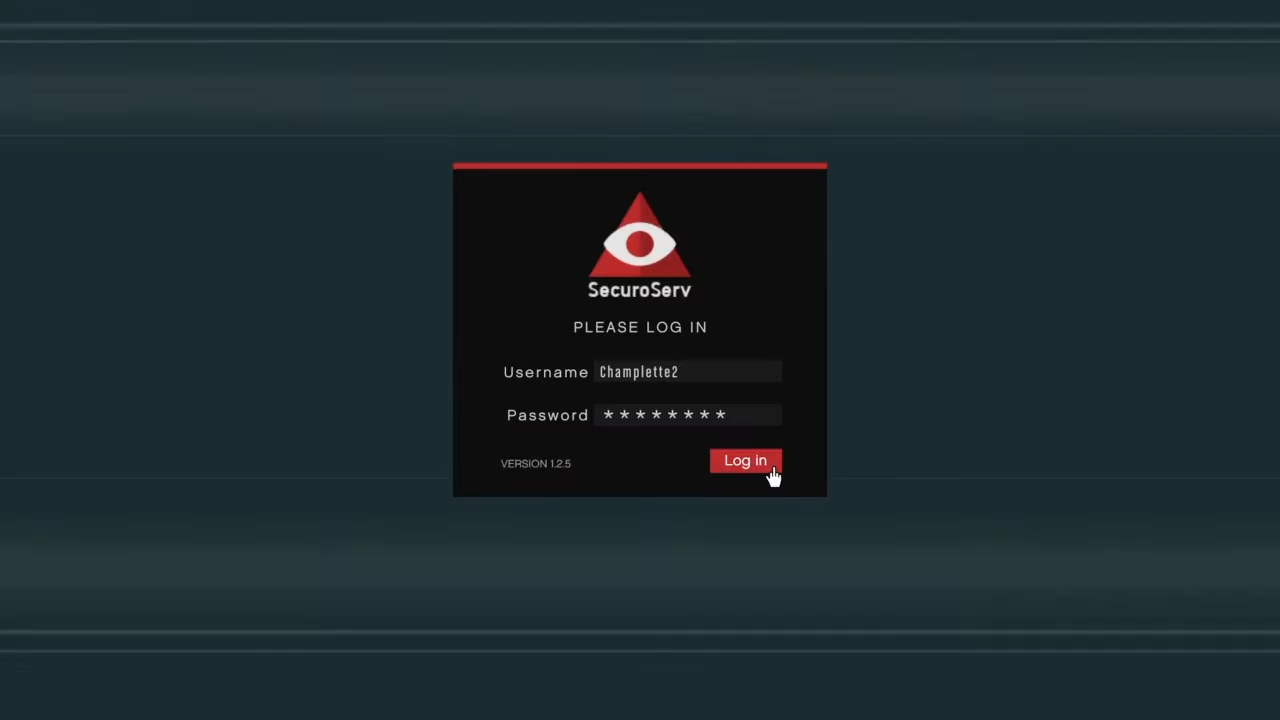 SecuroServ
PLEASE LOG IN
Username Champlette2
Password ********
VERSION 1.2.5 Log in